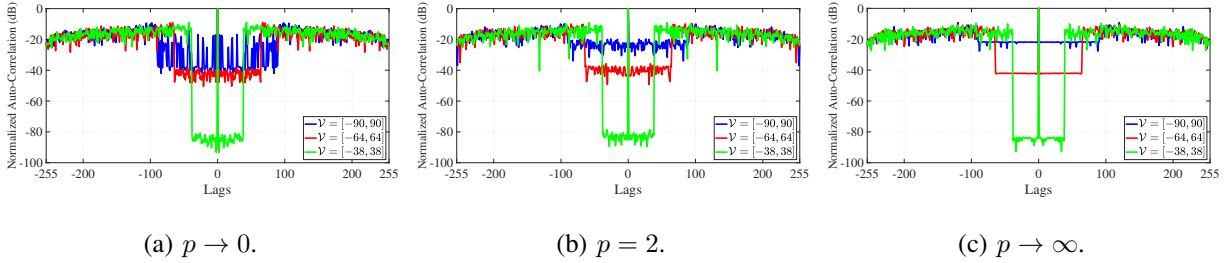 Normalized Auto-Correlation (dB)
0
-20
-40
-60
-80
-100
-255
-200
-100
0
100
200
255
Lags
𝒱 = [−90, 90]
𝒱 = [−64, 64]
𝒱 = [−38, 38]
(a) p → 0.
Normalized Auto-Correlation (dB)
0
-20
-40
-60
-80
-100
-255
-200
-100
0
100
200
255
Lags
𝒱 = [−90, 90]
𝒱 = [−64, 64]
𝒱 = [−38, 38]
(b) p = 2.
Normalized Auto-Correlation (dB)
0
-20
-40
-60
-80
-100
-255
-200
-100
0
100
200
255
Lags
𝒱 = [−90, 90]
𝒱 = [−64, 64]
𝒱 = [−38, 38]
(c) p → ∞.